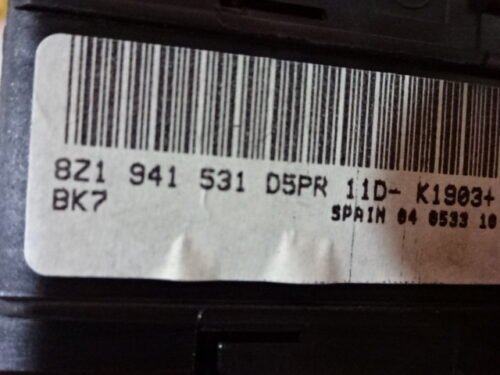 8Z1 941 531 D5PR 11D- K1903+
BK7
SPAIN 04 0533 10